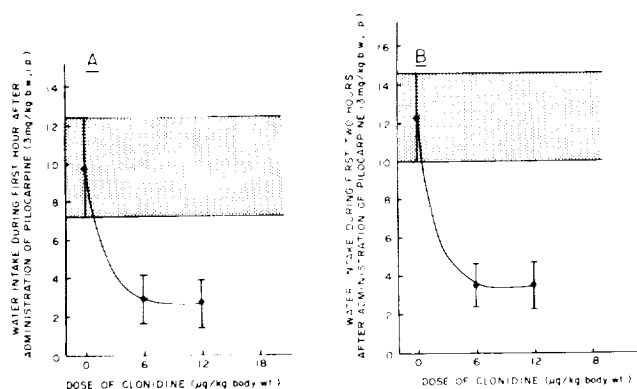 A
WATER INTAKE DURING FIRST HOUR AFTER
ADMINISTRATION OF PILOCARPINE (3mg/kg b w, i.p)
14
12
10
8
6
4
2
0
0 6 12 18
DOSE OF CLONIDINE (µg/kg body wt.)
B
WATER INTAKE DURING FIRST TWO HOURS
AFTER ADMINISTRATION OF PILOCARPINE (3mg/kg b w, i.p.)
14
12
10
8
6
4
2
0
0 6 12 18
DOSE OF CLONIDINE (µg/kg body wt)